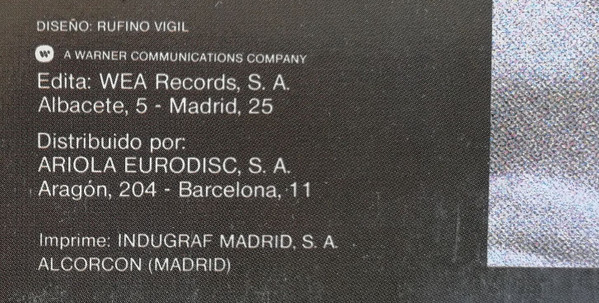 DISEÑO: RUFINO VIGIL
A WARNER COMMUNICATIONS COMPANY
Edita: WEA Records, S. A.
Albacete, 5 - Madrid, 25
Distribuido por:
ARIOLA EURODISC, S. A.
Aragón, 204 - Barcelona, 11
Imprime: INDUGRAF MADRID, S. A.
ALCORCON (MADRID)